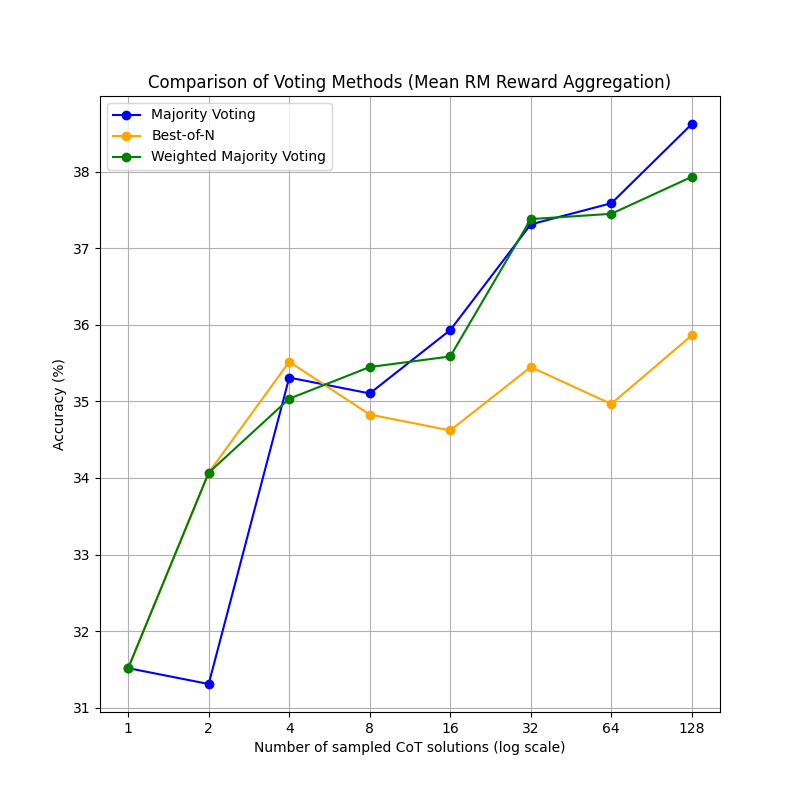 Comparison of Voting Methods (Mean RM Reward Aggregation)
Majority Voting
Best-of-N
Weighted Majority Voting
Accuracy (%)
38
37
36
35
34
33
32
31
1 2 4 8 16 32 64 128
Number of sampled CoT solutions (log scale)